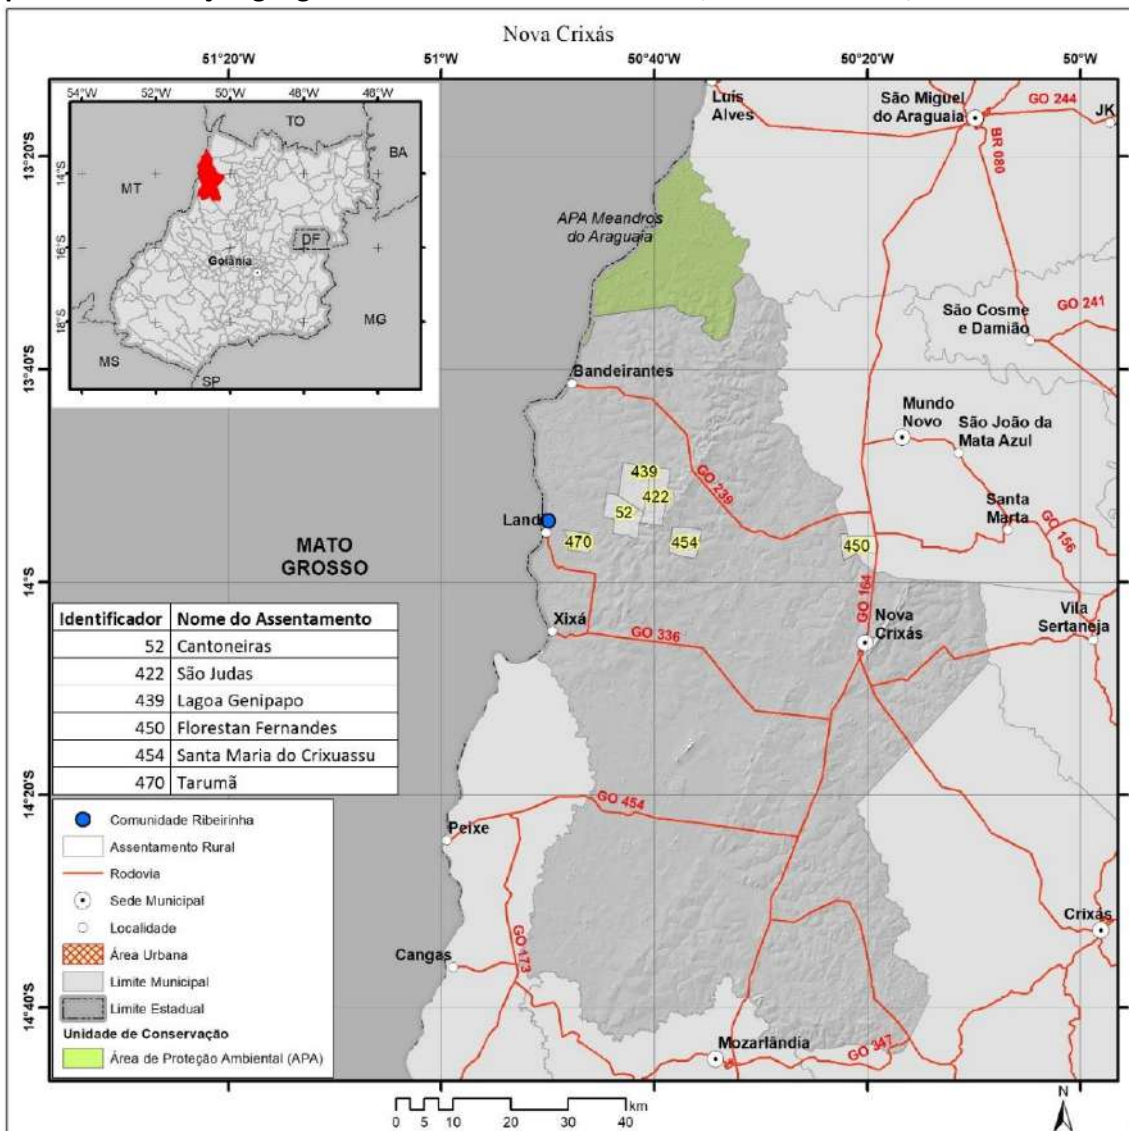 Nova Crixás
51°20'W
51°W
50°40'W
50°20'W
50°W
54°W
52°W
50°W
48°W
46°W
TO
BA
MT
DF
Goiânia
MG
MS
SP
14°S
16°S
18°S
13°20'S
13°40'S
14°S
14°20'S
14°40'S
Luís
Alves
São Miguel
do Araguaia
GO 244
JK
BR 080
APA Meandros
do Araguaia
São Cosme
e Damião
GO 241
Bandeirantes
Mundo
Novo
São João da
Mata Azul
439
GO 239
422
52
Santa
Marta
Land
470
454
450
GO 156
MATO
GROSSO
GO 164
Xixá
GO 336
Nova
Crixás
Vila
Sertaneja
Identificador Nome do Assentamento
52 Cantoneiras
422 São Judas
439 Lagoa Genipapo
450 Florestan Fernandes
454 Santa Maria do Crixuassu
470 Tarumã
GO 454
Peixe
Crixás
Cangas
GO 173
Mozarlândia
GO 347
Comunidade Ribeirinha
Assentamento Rural
Rodovia
Sede Municipal
Localidade
Área Urbana
Limite Municipal
Limite Estadual
Unidade de Conservação
Área de Proteção Ambiental (APA)
0 5 10 20 30 40 km
N